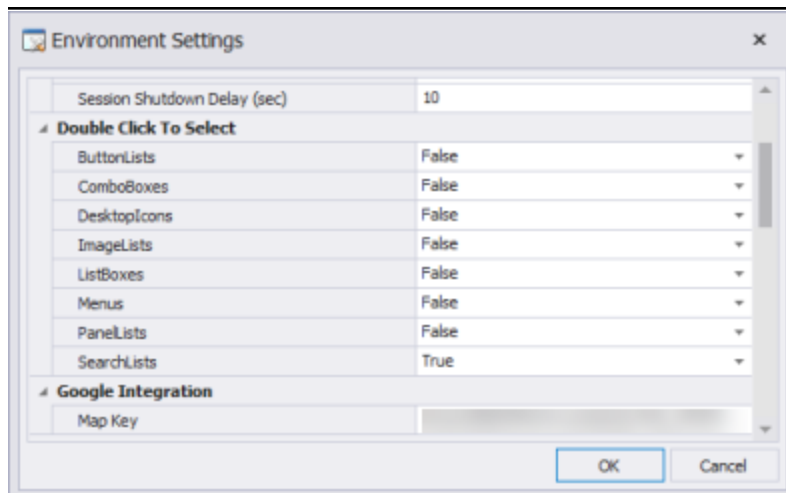 Environment Settings
Session Shutdown Delay (sec) 10
Double Click To Select
ButtonLists False
ComboBoxes False
DesktopIcons False
ImageLists False
ListBoxes False
Menus False
PanelLists False
SearchLists True
Google Integration
Map Key
OK Cancel